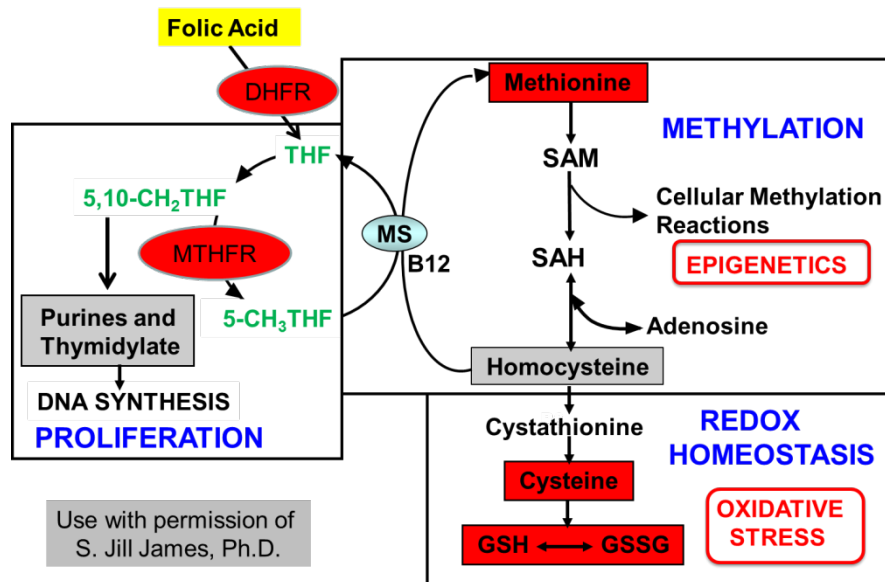 Folic Acid
DHFR
THF
5,10-CH₂THF
MTHFR
5-CH₃THF
Purines and
Thymidylate
DNA SYNTHESIS
PROLIFERATION
MS
B12
Methionine
METHYLATION
SAM
Cellular Methylation
Reactions
SAH
EPIGENETICS
Adenosine
Homocysteine
Cystathionine
REDOX
HOMEOSTASIS
Cysteine
OXIDATIVE
STRESS
GSH GSSG
Use with permission of
S. Jill James, Ph.D.